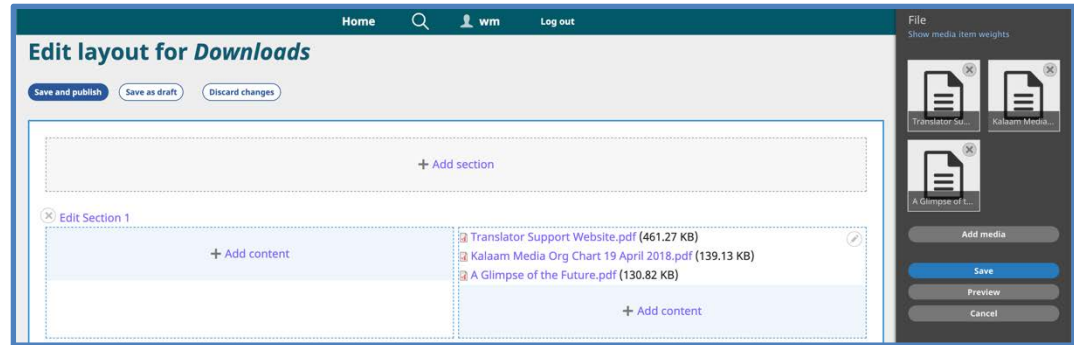 Home wm Log out
Edit layout for Downloads
Save and publish Save as draft Discard changes
+ Add section
Edit Section 1
+ Add content
Translator Support Website.pdf (461.27 KB)
Kalaam Media Org Chart 19 April 2018.pdf (139.13 KB)
A Glimpse of the Future.pdf (130.82 KB)
+ Add content
File
Show media item weights
Translator Su...
Kalaam Media...
A Glimpse of t...
Add media
Save
Preview
Cancel